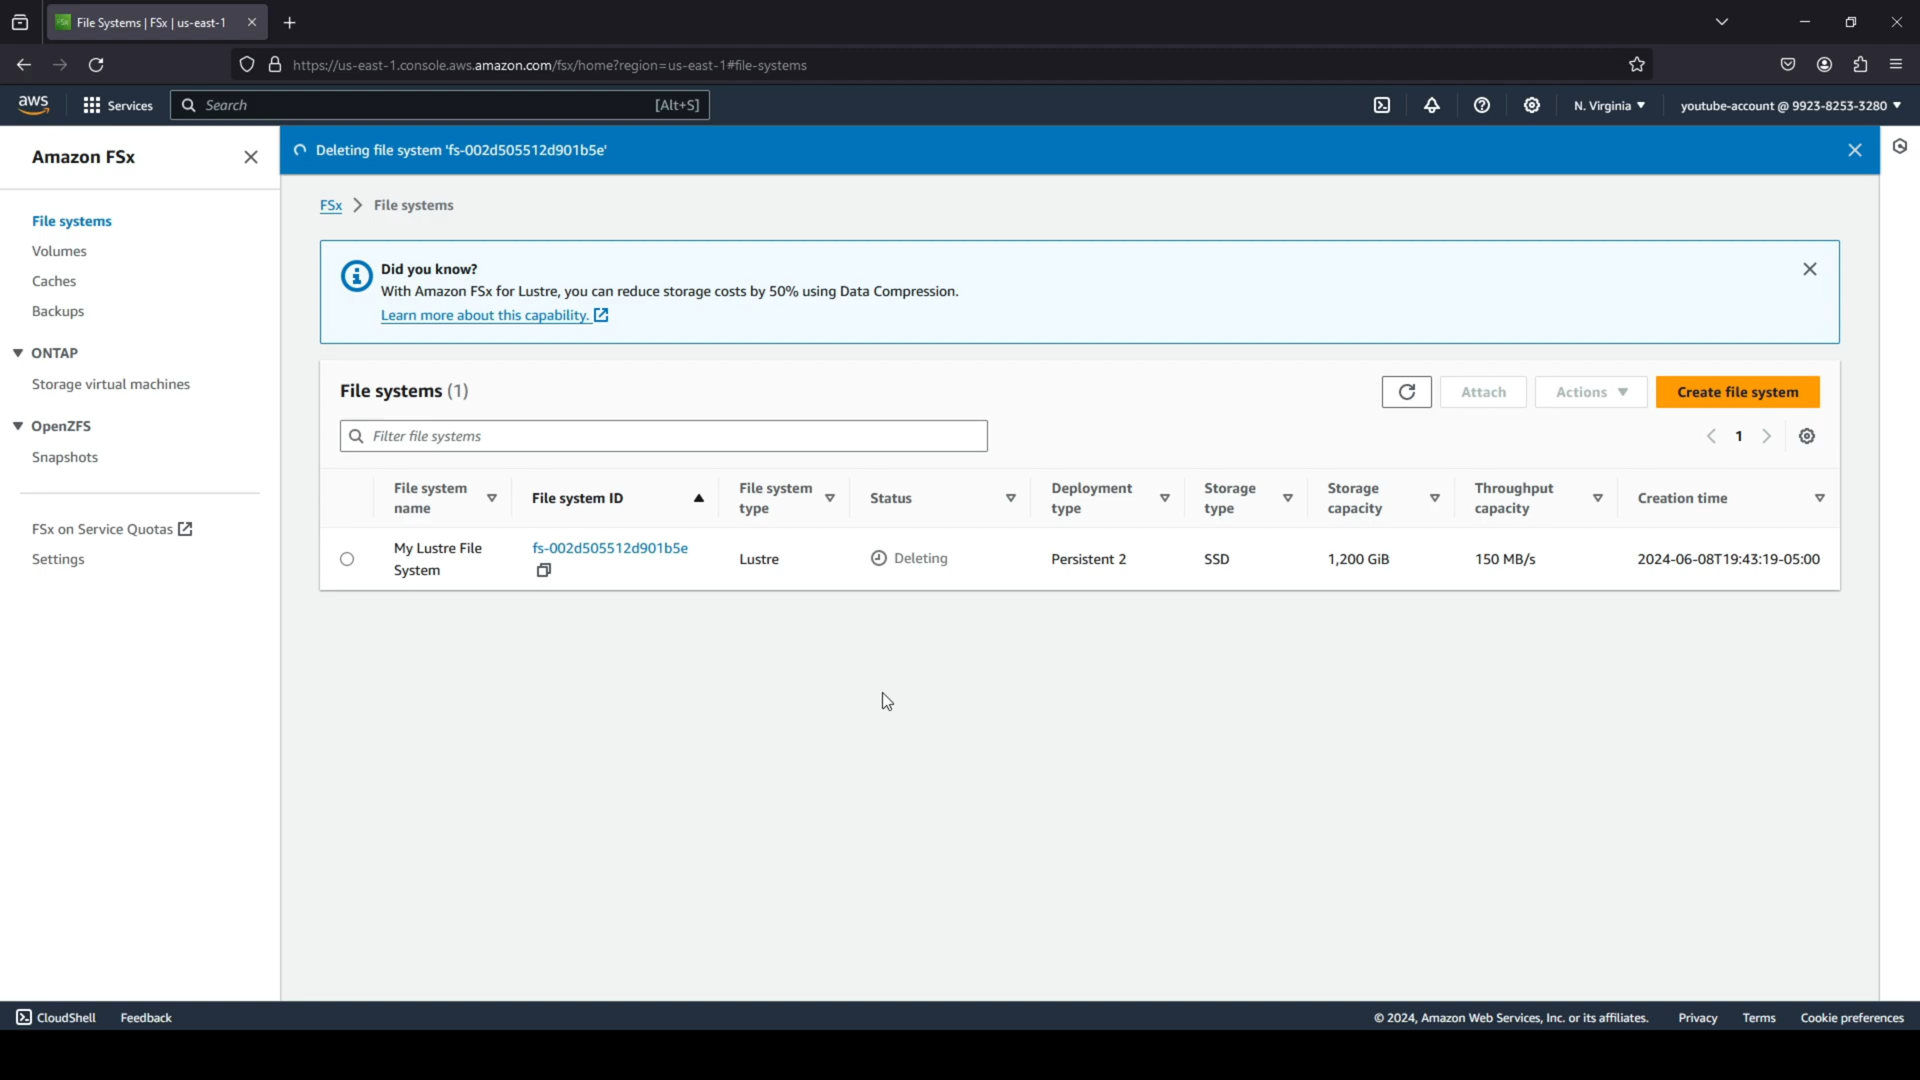 File Systems | FSx | us-east-1
https://us-east-1.console.aws.amazon.com/fsx/home?region=us-east-1#file-systems
aws
Services
Search
[Alt+S]
N. Virginia
youtube-account @ 9923-8253-3280
Amazon FSx
Deleting file system 'fs-002d505512d901b5e'
File systems
Volumes
Caches
Backups
ONTAP
Storage virtual machines
OpenZFS
Snapshots
FSx on Service Quotas
Settings
FSx > File systems
Did you know?
With Amazon FSx for Lustre, you can reduce storage costs by 50% using Data Compression.
Learn more about this capability.
File systems (1)
Attach
Actions
Create file system
Filter file systems
1
File system name
File system ID
File system type
Status
Deployment type
Storage type
Storage capacity
Throughput capacity
Creation time
My Lustre File System
fs-002d505512d901b5e
Lustre
Deleting
Persistent 2
SSD
1,200 GiB
150 MB/s
2024-06-08T19:43:19-05:00
CloudShell
Feedback
© 2024, Amazon Web Services, Inc. or its affiliates.
Privacy
Terms
Cookie preferences